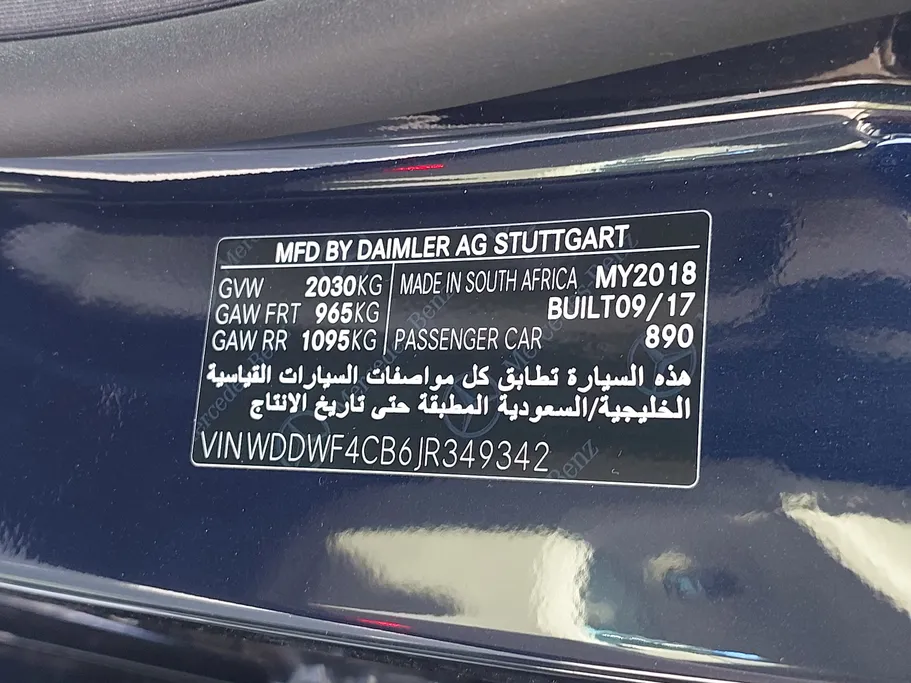 MFD BY DAIMLER AG STUTTGART
GVW 2030KG MADE IN SOUTH AFRICA MY2018
GAW FRT 965KG BUILT09/17
GAW RR 1095KG PASSENGER CAR 890
هذه السيارة تطابق كل مواصفات السيارات القياسية
الخليجية/السعودية المطبقة حتى تاريخ الانتاج
VIN WDDWF4CB6JR349342
Mercedes-Benz